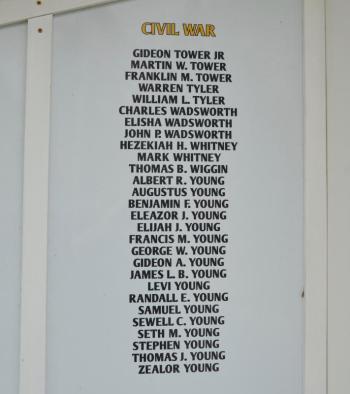 CIVIL WAR
GIDEON TOWER JR
MARTIN W. TOWER
FRANKLIN M. TOWER
WARREN TYLER
WILLIAM L. TYLER
CHARLES WADSWORTH
ELISHA WADSWORTH
JOHN P. WADSWORTH
HEZEKIAH H. WHITNEY
MARK WHITNEY
THOMAS B. WIGGIN
ALBERT R. YOUNG
AUGUSTUS YOUNG
BENJAMIN F. YOUNG
ELEAZOR J. YOUNG
ELIJAH J. YOUNG
FRANCIS M. YOUNG
GEORGE W. YOUNG
GIDEON A. YOUNG
JAMES L. B. YOUNG
LEVI YOUNG
RANDALL E. YOUNG
SAMUEL YOUNG
SEWELL C. YOUNG
SETH M. YOUNG
STEPHEN YOUNG
THOMAS J. YOUNG
ZEALOR YOUNG